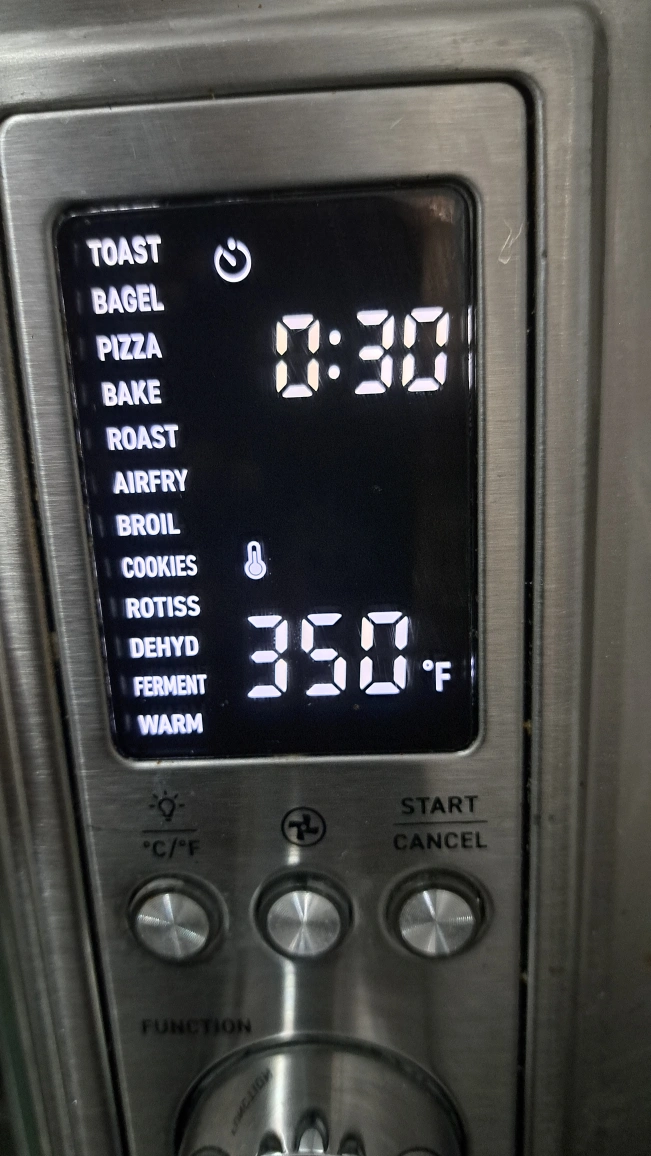 TOAST
BAGEL
0:30
PIZZA
BAKE
ROAST
AIRFRY
BROIL
COOKIES
ROTISS
DEHYD
350 °F
FERMENT
WARM
START
°C/°F
CANCEL
FUNCTION